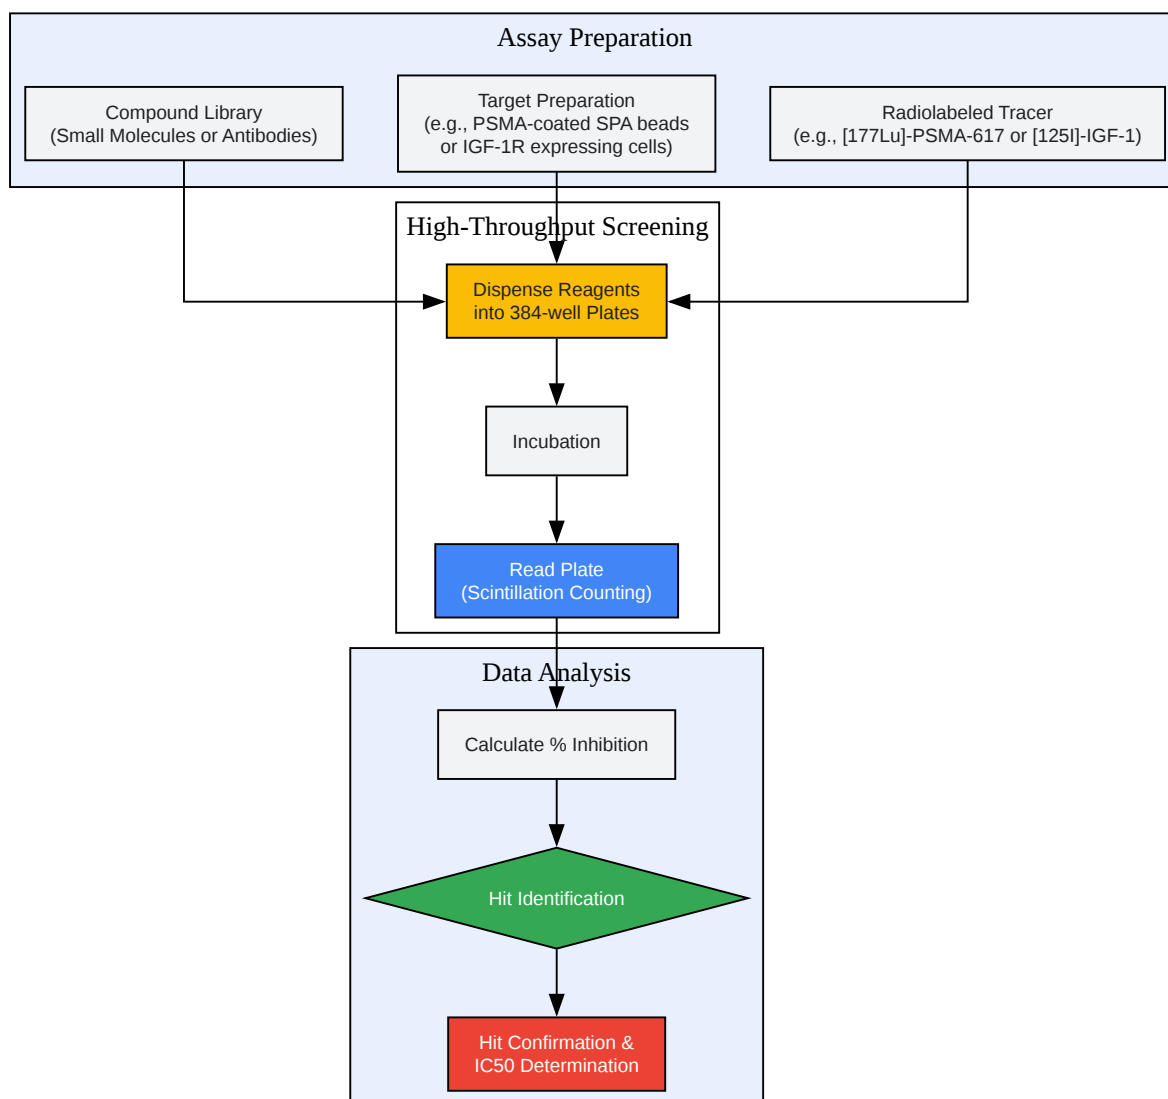 Assay Preparation
Compound Library
(Small Molecules or Antibodies)
Target Preparation
(e.g., PSMA-coated SPA beads
or IGF-1R expressing cells)
Radiolabeled Tracer
(e.g., [177Lu]-PSMA-617 or [125I]-IGF-1)
High-Throughput Screening
Dispense Reagents
into 384-well Plates
Incubation
Read Plate
(Scintillation Counting)
Data Analysis
Calculate % Inhibition
Hit Identification
Hit Confirmation &
IC50 Determination